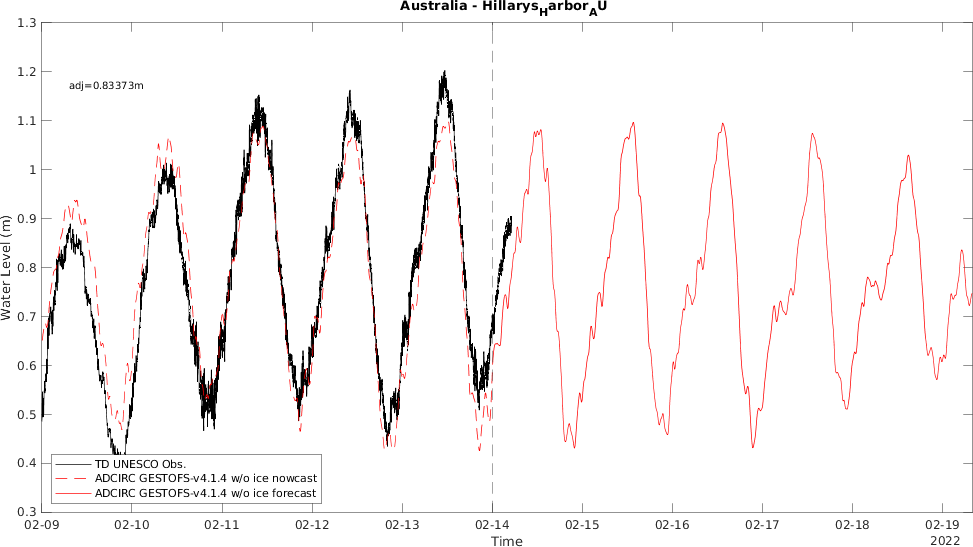 Australia - HillarysHarborAU
1.3
1.2
adj=0.83373m
1.1
1
0.9
0.8
Water Level (m)
0.7
0.6
0.5
0.4
0.3
TD UNESCO Obs.
ADCIRC GESTOFS-v4.1.4 w/o ice nowcast
ADCIRC GESTOFS-v4.1.4 w/o ice forecast
02-09 02-10 02-11 02-12 02-13 02-14 02-15 02-16 02-17 02-18 02-19
Time 2022